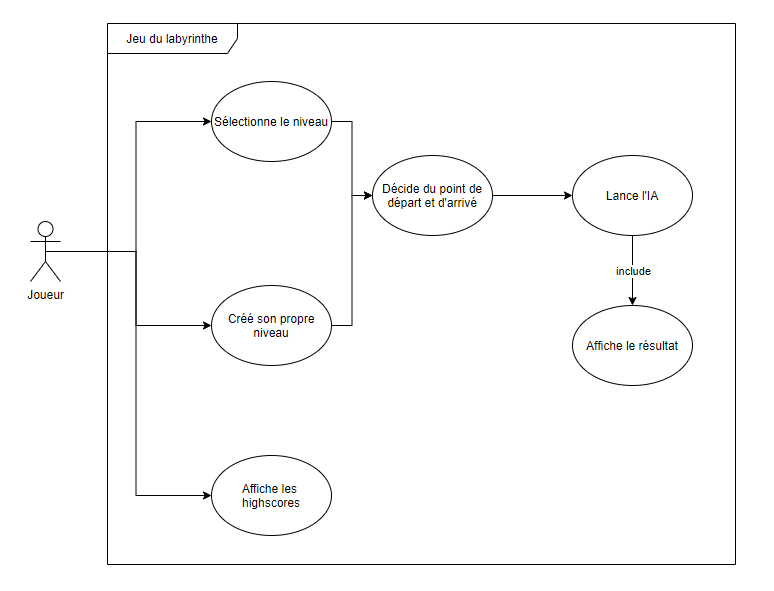 Jeu du labyrinthe
Sélectionne le niveau
Décide du point de
départ et d'arrivé
Lance l'IA
Joueur
include
Créé son propre
niveau
Affiche le résultat
Affiche les
highscores